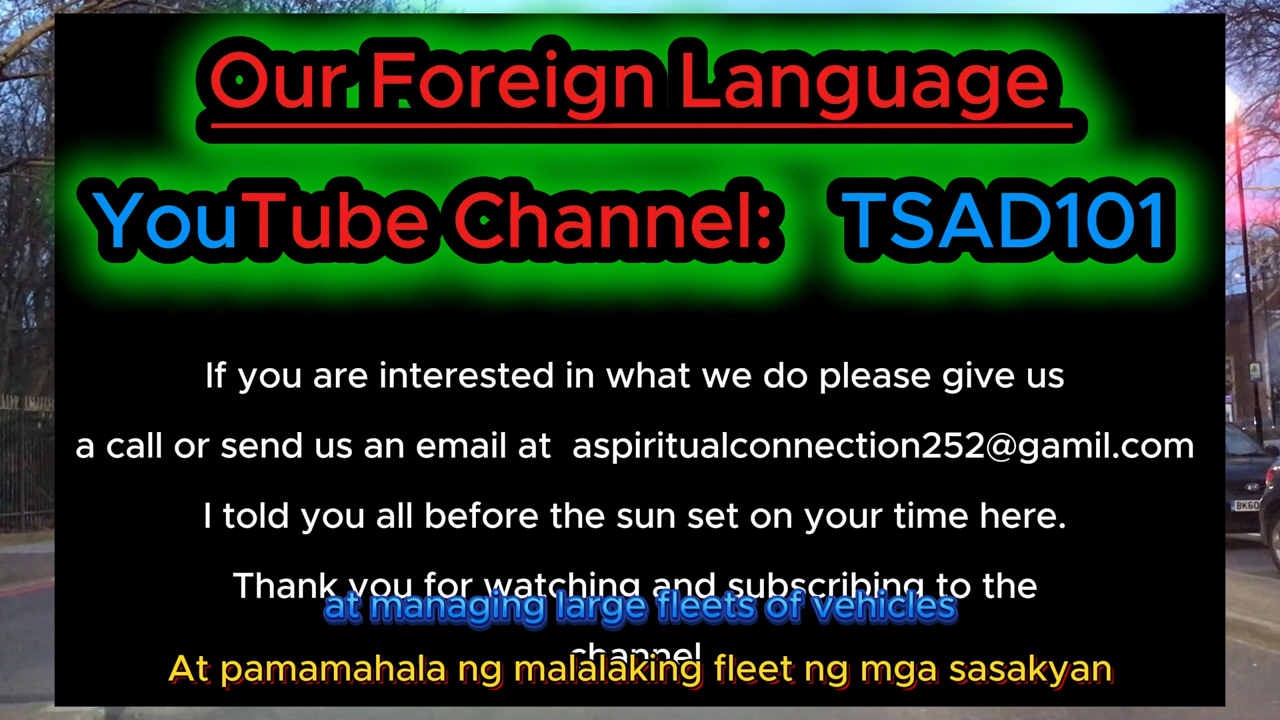 Our Foreign Language
YouTube Channel: TSAD101
If you are interested in what we do please give us
a call or send us an email at aspiritualconnection252@gamil.com
I told you all before the sun set on your time here.
Thank you for watching and subscribing to the
at managing large fleets of vehicles
channel
At pamamahala ng malalaking fleet ng mga sasakyan